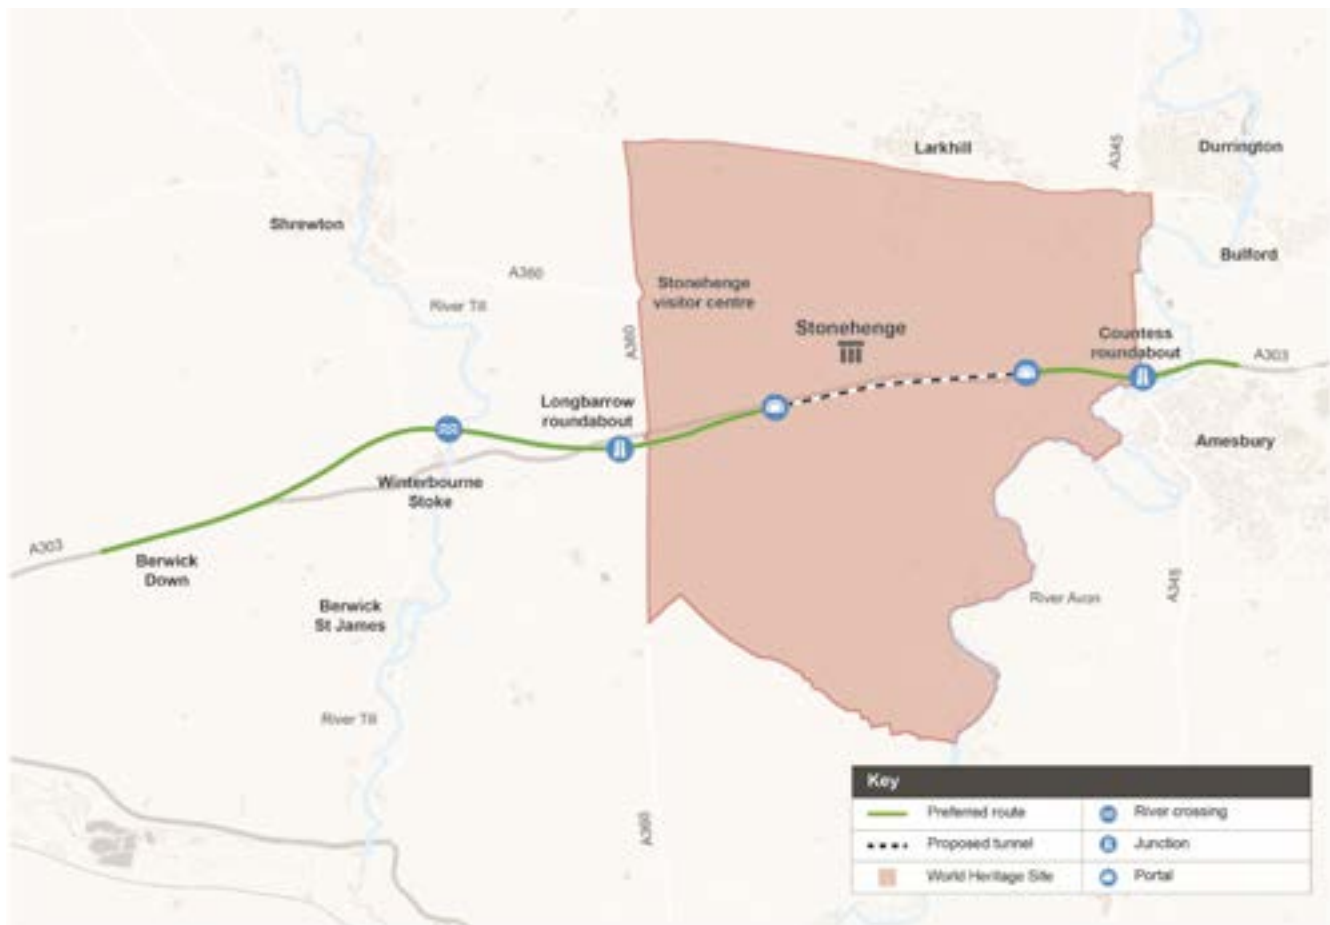 Larkhill
A345
Durrington
Shrewton
Bulford
A360
Stonehenge
visitor centre
River Till
Stonehenge
A360
Countess
roundabout
A303
Longbarrow
roundabout
Amesbury
Winterbourne
Stoke
A303
Berwick
Down
A345
River Avon
Berwick
St James
River Till
A360
Key
Preferred route
River crossing
Proposed tunnel
Junction
World Heritage Site
Portal